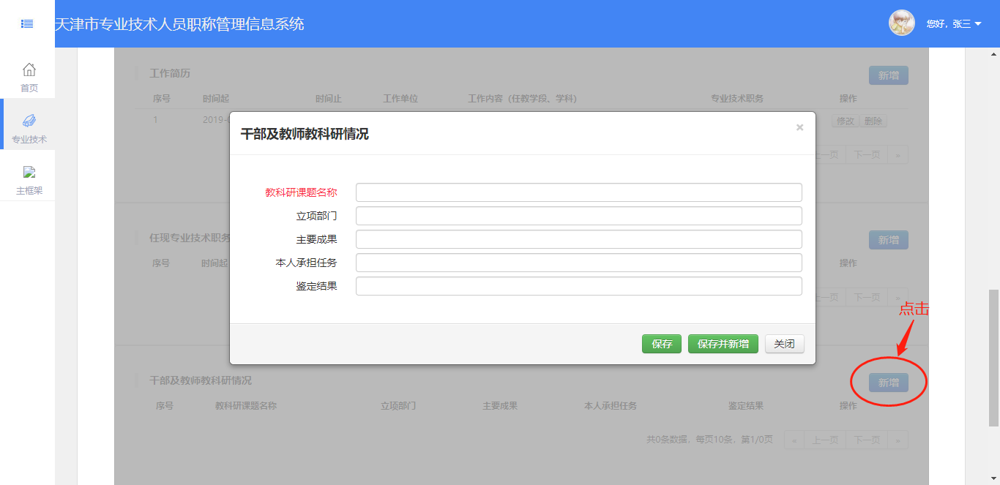 天津市专业技术人员职称管理信息系统
您好，张三
首页
专业技术
主框架
工作简历
新增
序号 时间起 时间止 工作单位 工作内容（任教学段、学科） 专业技术职务 操作
1 2019-0 修改 删除
上一页 下一页 »
干部及教师教科研情况 ×
教科研课题名称
立项部门
主要成果
本人承担任务
鉴定结果
保存 保存并新增 关闭
任现专业技术职务
新增
序号 时间起 操作
上一页 下一页 »
点击
干部及教师教科研情况
新增
序号 教科研课题名称 立项部门 主要成果 本人承担任务 鉴定结果 操作
共0条数据，每页10条，第1/0页 « 上一页 下一页 »